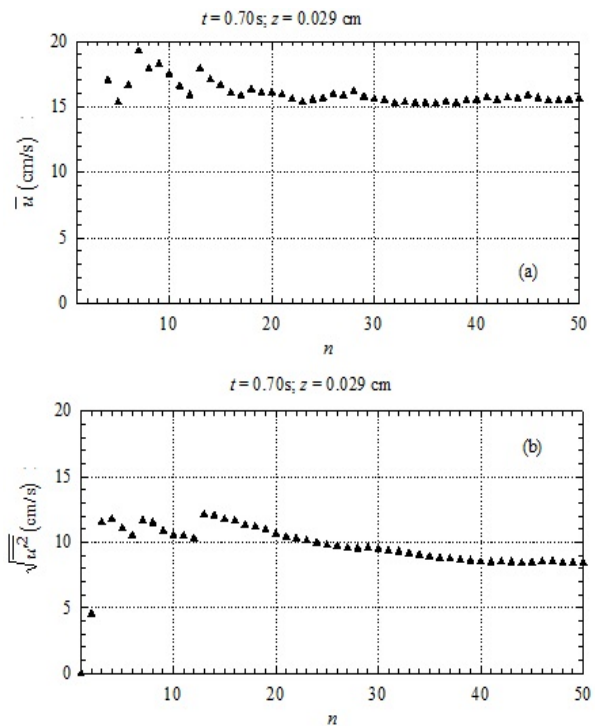 t = 0.70s; z = 0.029 cm
20
15
10
5
0
u̅ (cm/s) :
(a)
10 20 30 40 50
n
t = 0.70s; z = 0.029 cm
20
15
10
5
0
√u'² (cm/s) :
(b)
10 20 30 40 50
n